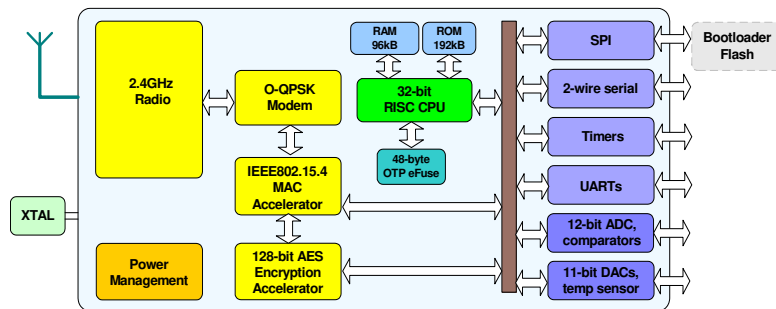 2.4GHz
Radio
O-QPSK
Modem
IEEE802.15.4
MAC
Accelerator
128-bit AES
Encryption
Accelerator
Power
Management
XTAL
RAM
96kB
ROM
192kB
32-bit
RISC CPU
48-byte
OTP eFuse
SPI
2-wire serial
Timers
UARTs
12-bit ADC,
comparators
11-bit DACs,
temp sensor
Bootloader
Flash